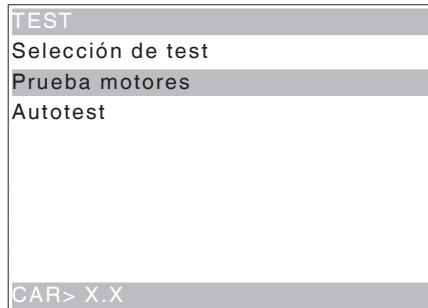 TEST
Selección de test
Prueba motores
Autotest
CAR> X.X